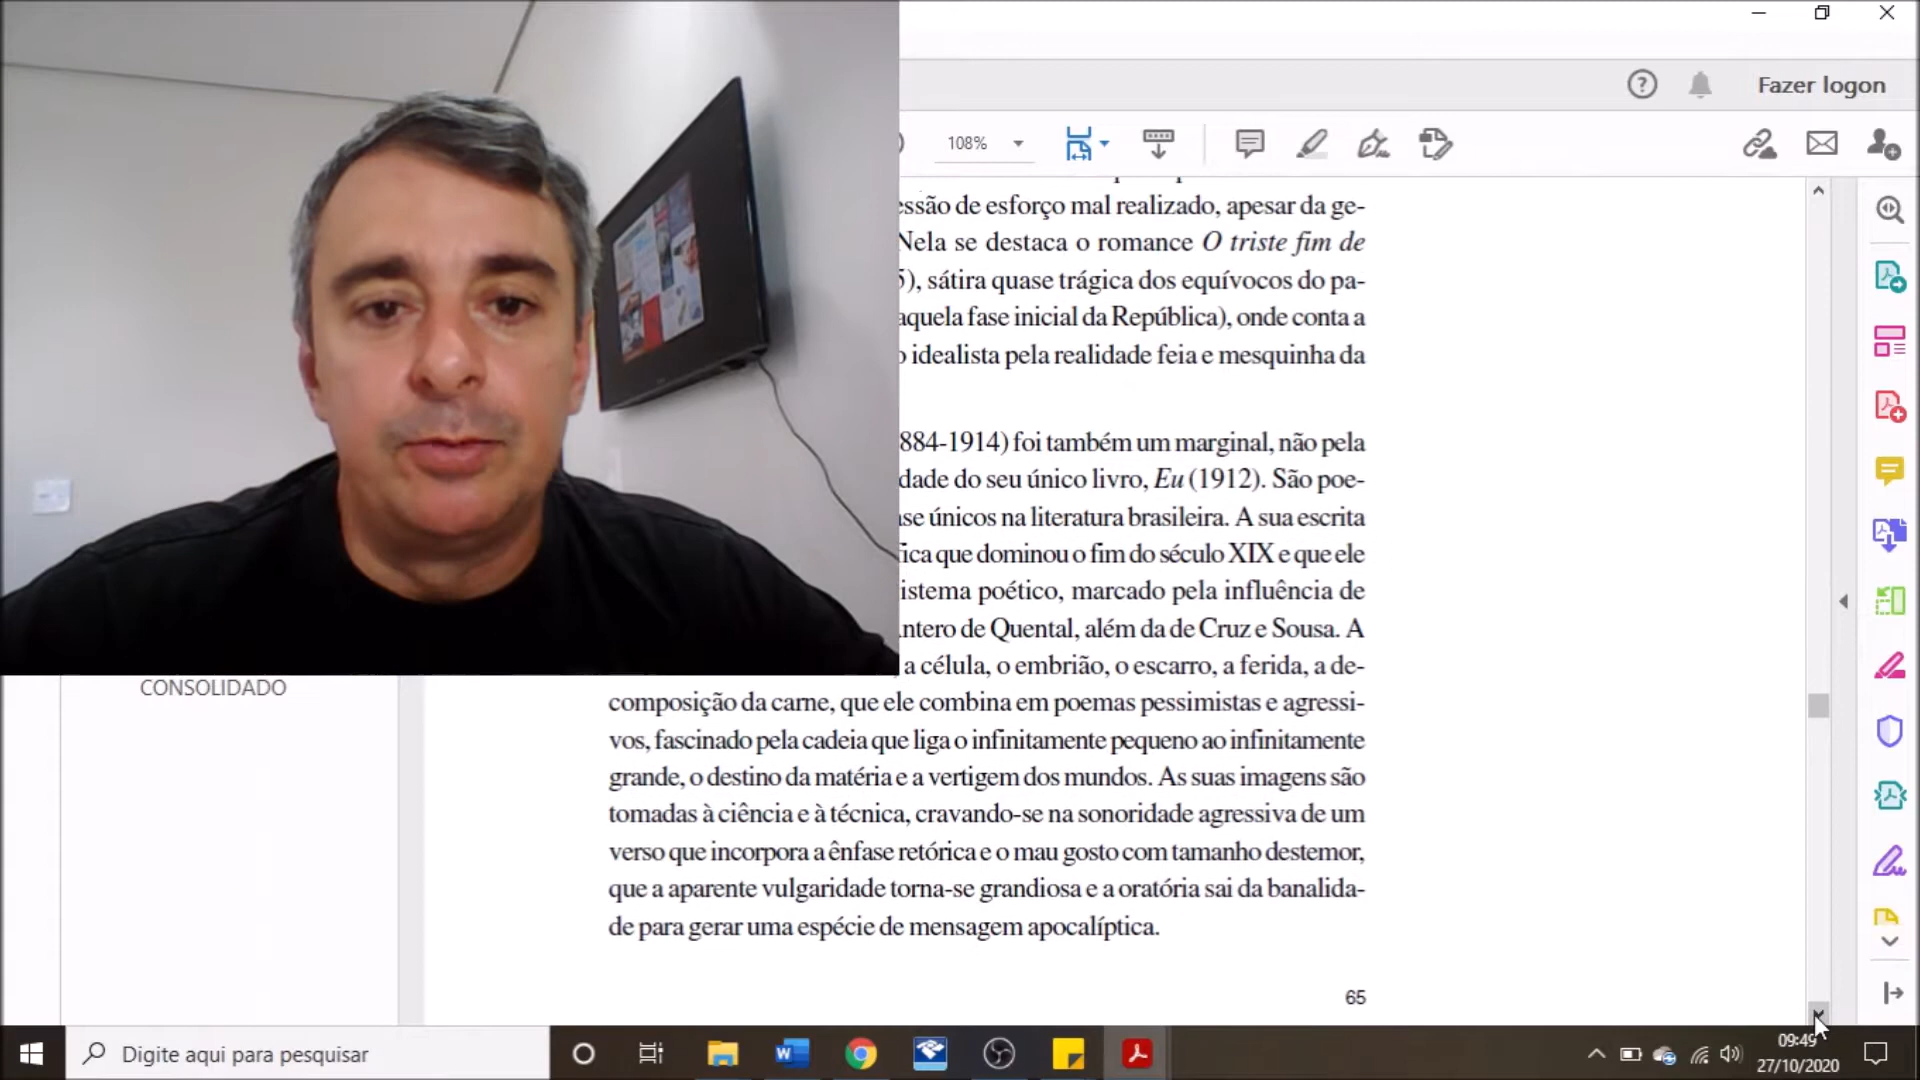 Fazer logon
108%
essão de esforço mal realizado, apesar da ge-
Nela se destaca o romance O triste fim de
5), sátira quase trágica dos equívocos do pa-
aquela fase inicial da República), onde conta a
o idealista pela realidade feia e mesquinha da
884-1914) foi também um marginal, não pela
dade do seu único livro, Eu (1912). São poe-
ase únicos na literatura brasileira. A sua escrita
fica que dominou o fim do século XIX e que ele
istema poético, marcado pela influência de
ntero de Quental, além da de Cruz e Sousa. A
a célula, o embrião, o escarro, a ferida, a de-
CONSOLIDADO
composição da carne, que ele combina em poemas pessimistas e agressi-
vos, fascinado pela cadeia que liga o infinitamente pequeno ao infinitamente
grande, o destino da matéria e a vertigem dos mundos. As suas imagens são
tomadas à ciência e à técnica, cravando-se na sonoridade agressiva de um
verso que incorpora a ênfase retórica e o mau gosto com tamanho destemor,
que a aparente vulgaridade torna-se grandiosa e a oratória sai da banalida-
de para gerar uma espécie de mensagem apocalíptica.
65
Digite aqui para pesquisar
09:49
27/10/2020